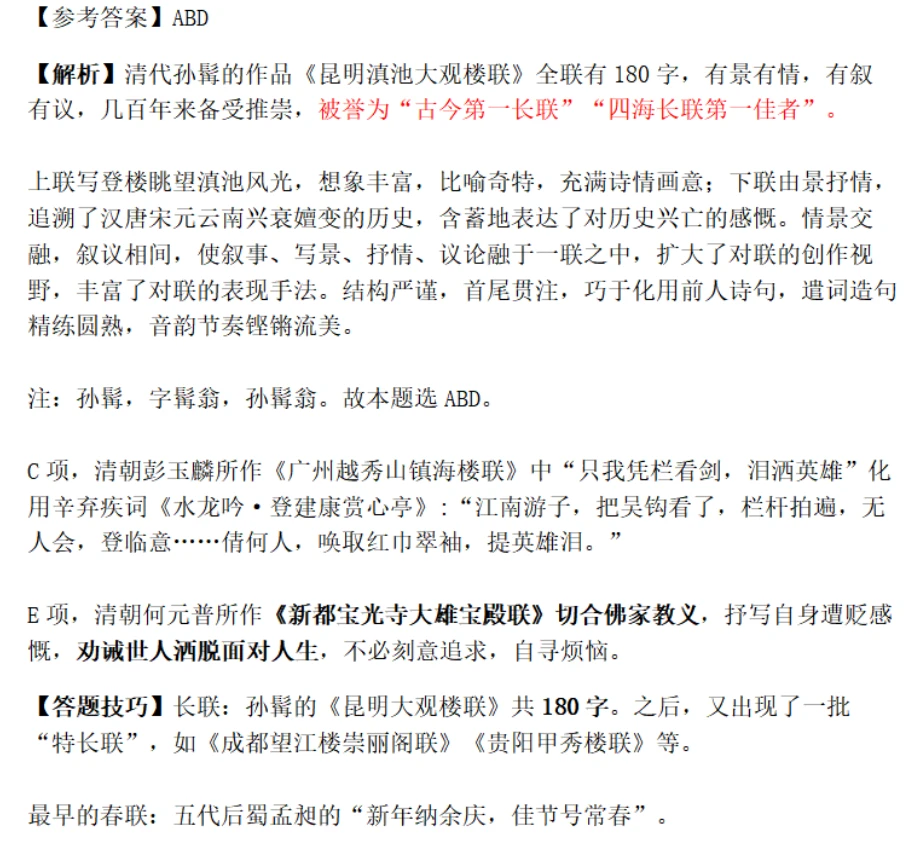 【参考答案】ABD
【解析】清代孙髯的作品《昆明滇池大观楼联》全联有 180 字，有景有情，有叙
有议，几百年来备受推崇，被誉为“古今第一长联”“四海长联第一佳者”。
上联写登楼眺望滇池风光，想象丰富，比喻奇特，充满诗情画意；下联由景抒情，
追溯了汉唐宋元云南兴衰嬗变的历史，含蓄地表达了对历史兴亡的感慨。情景交
融，叙议相间，使叙事、写景、抒情、议论融于一联之中，扩大了对联的创作视
野，丰富了对联的表现手法。结构严谨，首尾贯注，巧于化用前人诗句，遣词造句
精练圆熟，音韵节奏铿锵流美。
注：孙髯，字髯翁，孙髯翁。故本题选 ABD。
C 项，清朝彭玉麟所作《广州越秀山镇海楼联》中“只我凭栏看剑，泪洒英雄”化
用辛弃疾词《水龙吟·登建康赏心亭》:“江南游子，把吴钩看了，栏杆拍遍，无
人会，登临意……倩何人，唤取红巾翠袖，提英雄泪。”
E 项，清朝何元普所作《新都宝光寺大雄宝殿联》切合佛家教义，抒写自身遭贬感
慨，劝诫世人洒脱面对人生，不必刻意追求，自寻烦恼。
【答题技巧】长联：孙髯的《昆明大观楼联》共 180 字。之后，又出现了一批
“特长联”，如《成都望江楼崇丽阁联》《贵阳甲秀楼联》等。
最早的春联：五代后蜀孟昶的“新年纳余庆，佳节号常春”。